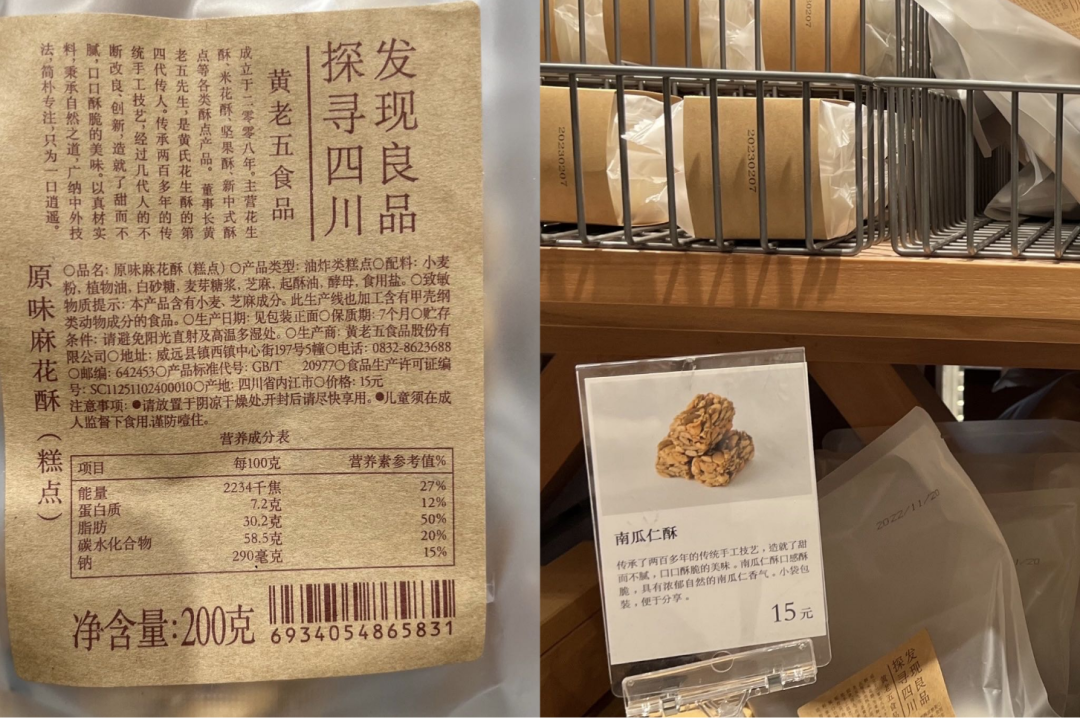 发现良品
探寻四川
黄老五食品
成立于二零零八年。主营花生
酥、米花酥、坚果酥、新中式酥
点等各类酥点产品。董事长黄
老五先生,是黄氏花生酥的第
四代传人。传承两百多年的传
统手工技艺,经过几代人的不
断改良、创新,造就了甜而不
腻,口口酥脆的美味。以真材实
料,秉承自然之道,广纳中外技
法,简朴专注,只为一口逍遥。
原味麻花酥(糕点)
○品名: 原味麻花酥 (糕点) ○产品类型: 油炸类糕点○配料: 小麦
粉, 植物油, 白砂糖, 麦芽糖浆, 芝麻, 起酥油, 酵母, 食用盐。○致敏
物质提示: 本产品含有小麦, 芝麻成分。此生产线也加工含有甲壳纲
类动物成分的食品。○生产日期: 见包装正面○保质期: 7个月○贮存
条件: 请避免阳光直射及高温多湿处。○生产商: 黄老五食品股份有
限公司○地址: 威远县镇西镇中心街197号5幢○电话: 0832-8623688
○邮编: 642453○产品标准代号: GB/T 20977○食品生产许可证编
号: SC11251102400010○产地: 四川省内江市○价格: 15元
注意事项: ●请放置于阴凉干燥处,开封后请尽快享用。●儿童须在成
人监督下食用,谨防噎住。
营养成分表
项目 每100克 营养素参考值%
能量 2234千焦 27%
蛋白质 7.2克 12%
脂肪 30.2克 50%
碳水化合物 58.5克 20%
钠 290毫克 15%
净含量:200克
6934054865831
20230207
20230207
南瓜仁酥
传承了两百多年的传统手工技艺,造就了甜
而不腻,口口酥脆的美味。南瓜仁酥口感酥
脆,具有浓郁自然的南瓜仁香气。小袋包
装,便于分享。
15元
2022/11/20
发现良品
探寻四川